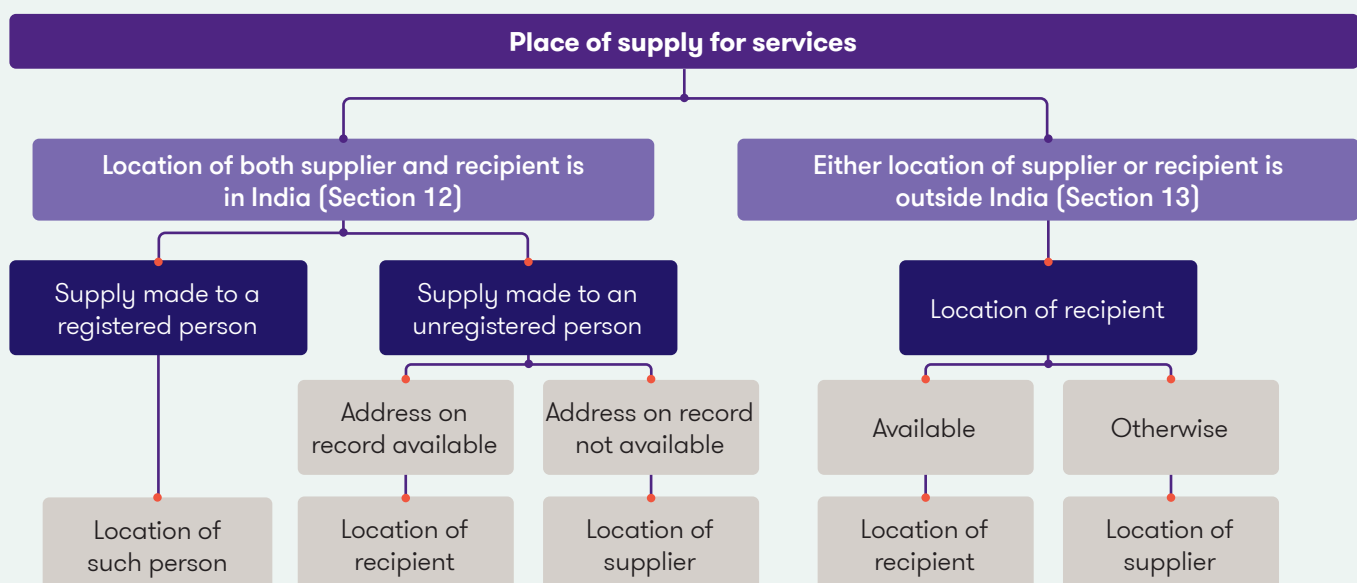 Place of supply for services
Location of both supplier and recipient is
in India (Section 12)
Either location of supplier or recipient is
outside India (Section 13)
Supply made to a
registered person
Supply made to an
unregistered person
Location of recipient
Address on
record available
Address on record
not available
Available
Otherwise
Location of
such person
Location of
recipient
Location of
supplier
Location of
recipient
Location of
supplier